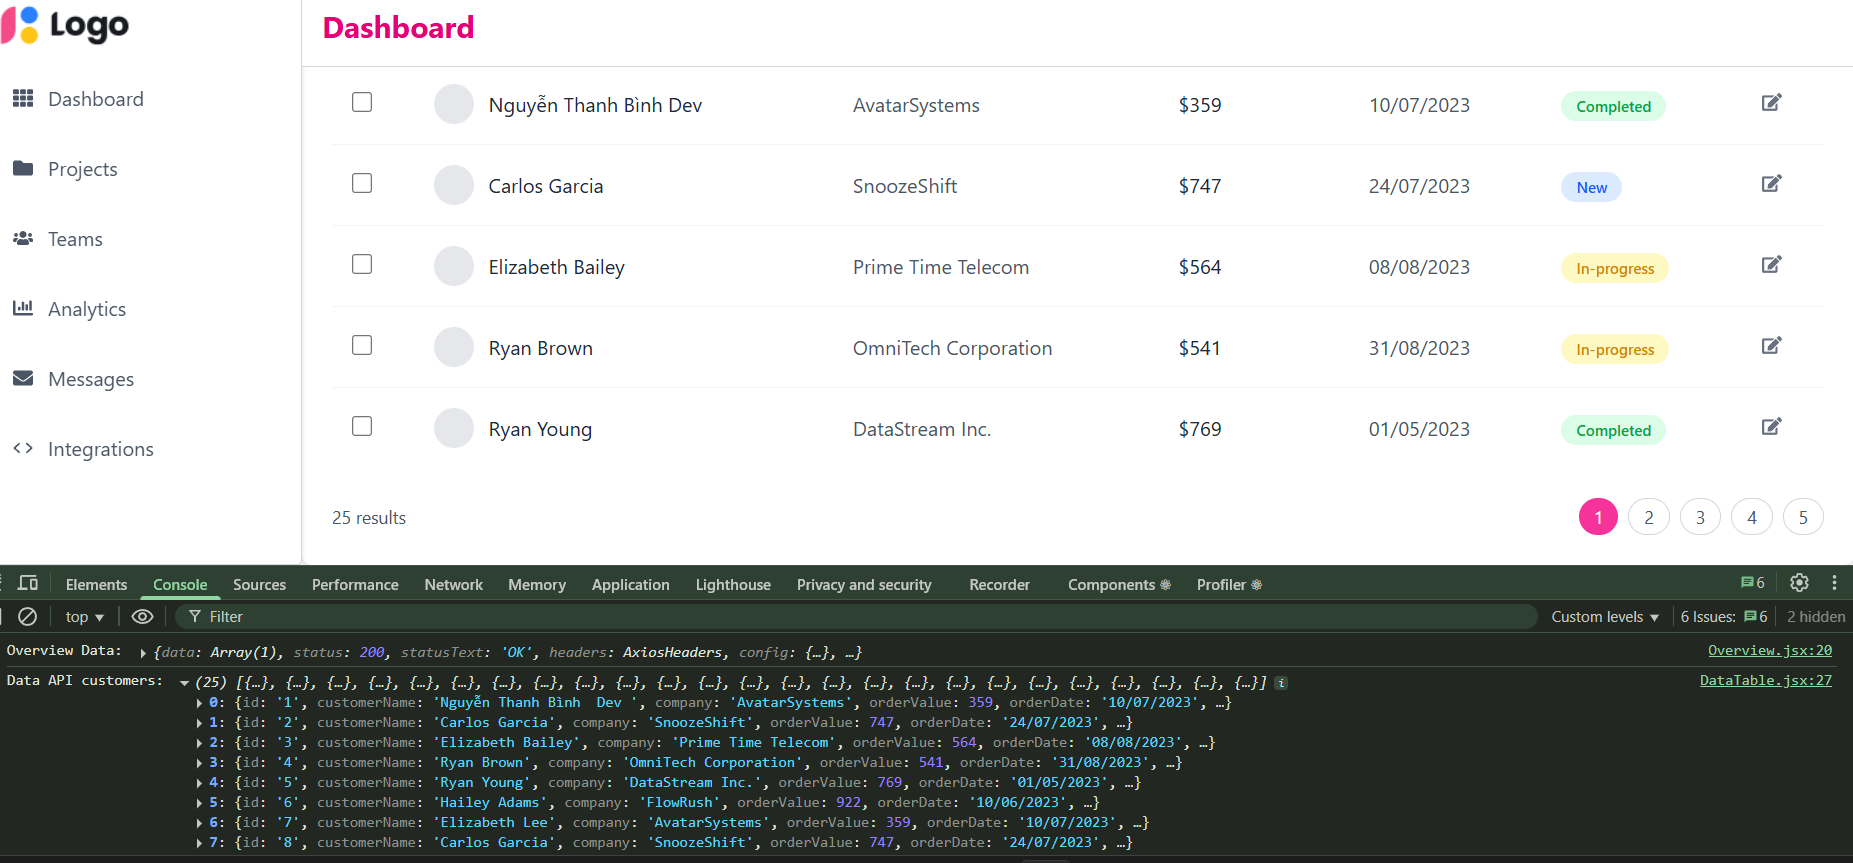 Logo
Dashboard
Dashboard
Projects
Teams
Analytics
Messages
Integrations
Nguyễn Thanh Bình Dev AvatarSystems $359 10/07/2023 Completed
Carlos Garcia SnoozeShift $747 24/07/2023 New
Elizabeth Bailey Prime Time Telecom $564 08/08/2023 In-progress
Ryan Brown OmniTech Corporation $541 31/08/2023 In-progress
Ryan Young DataStream Inc. $769 01/05/2023 Completed
25 results 1 2 3 4 5
Elements Console Sources Performance Network Memory Application Lighthouse Privacy and security Recorder Components Profiler 6
top Filter Custom levels 6 Issues: 6 2 hidden
Overview Data: {data: Array(1), status: 200, statusText: 'OK', headers: AxiosHeaders, config: {…}, …} Overview.jsx:20
Data API customers: (25) [{…}, {…}, {…}, {…}, {…}, {…}, {…}, {…}, {…}, {…}, {…}, {…}, {…}, {…}, {…}, {…}, {…}, {…}, {…}, {…}, {…}, {…}, {…}, {…}, {…}] i DataTable.jsx:27
0: {id: '1', customerName: 'Nguyễn Thanh Bình  Dev ', company: 'AvatarSystems', orderValue: 359, orderDate: '10/07/2023', …}
1: {id: '2', customerName: 'Carlos Garcia', company: 'SnoozeShift', orderValue: 747, orderDate: '24/07/2023', …}
2: {id: '3', customerName: 'Elizabeth Bailey', company: 'Prime Time Telecom', orderValue: 564, orderDate: '08/08/2023', …}
3: {id: '4', customerName: 'Ryan Brown', company: 'OmniTech Corporation', orderValue: 541, orderDate: '31/08/2023', …}
4: {id: '5', customerName: 'Ryan Young', company: 'DataStream Inc.', orderValue: 769, orderDate: '01/05/2023', …}
5: {id: '6', customerName: 'Hailey Adams', company: 'FlowRush', orderValue: 922, orderDate: '10/06/2023', …}
6: {id: '7', customerName: 'Elizabeth Lee', company: 'AvatarSystems', orderValue: 359, orderDate: '10/07/2023', …}
7: {id: '8', customerName: 'Carlos Garcia', company: 'SnoozeShift', orderValue: 747, orderDate: '24/07/2023', …}